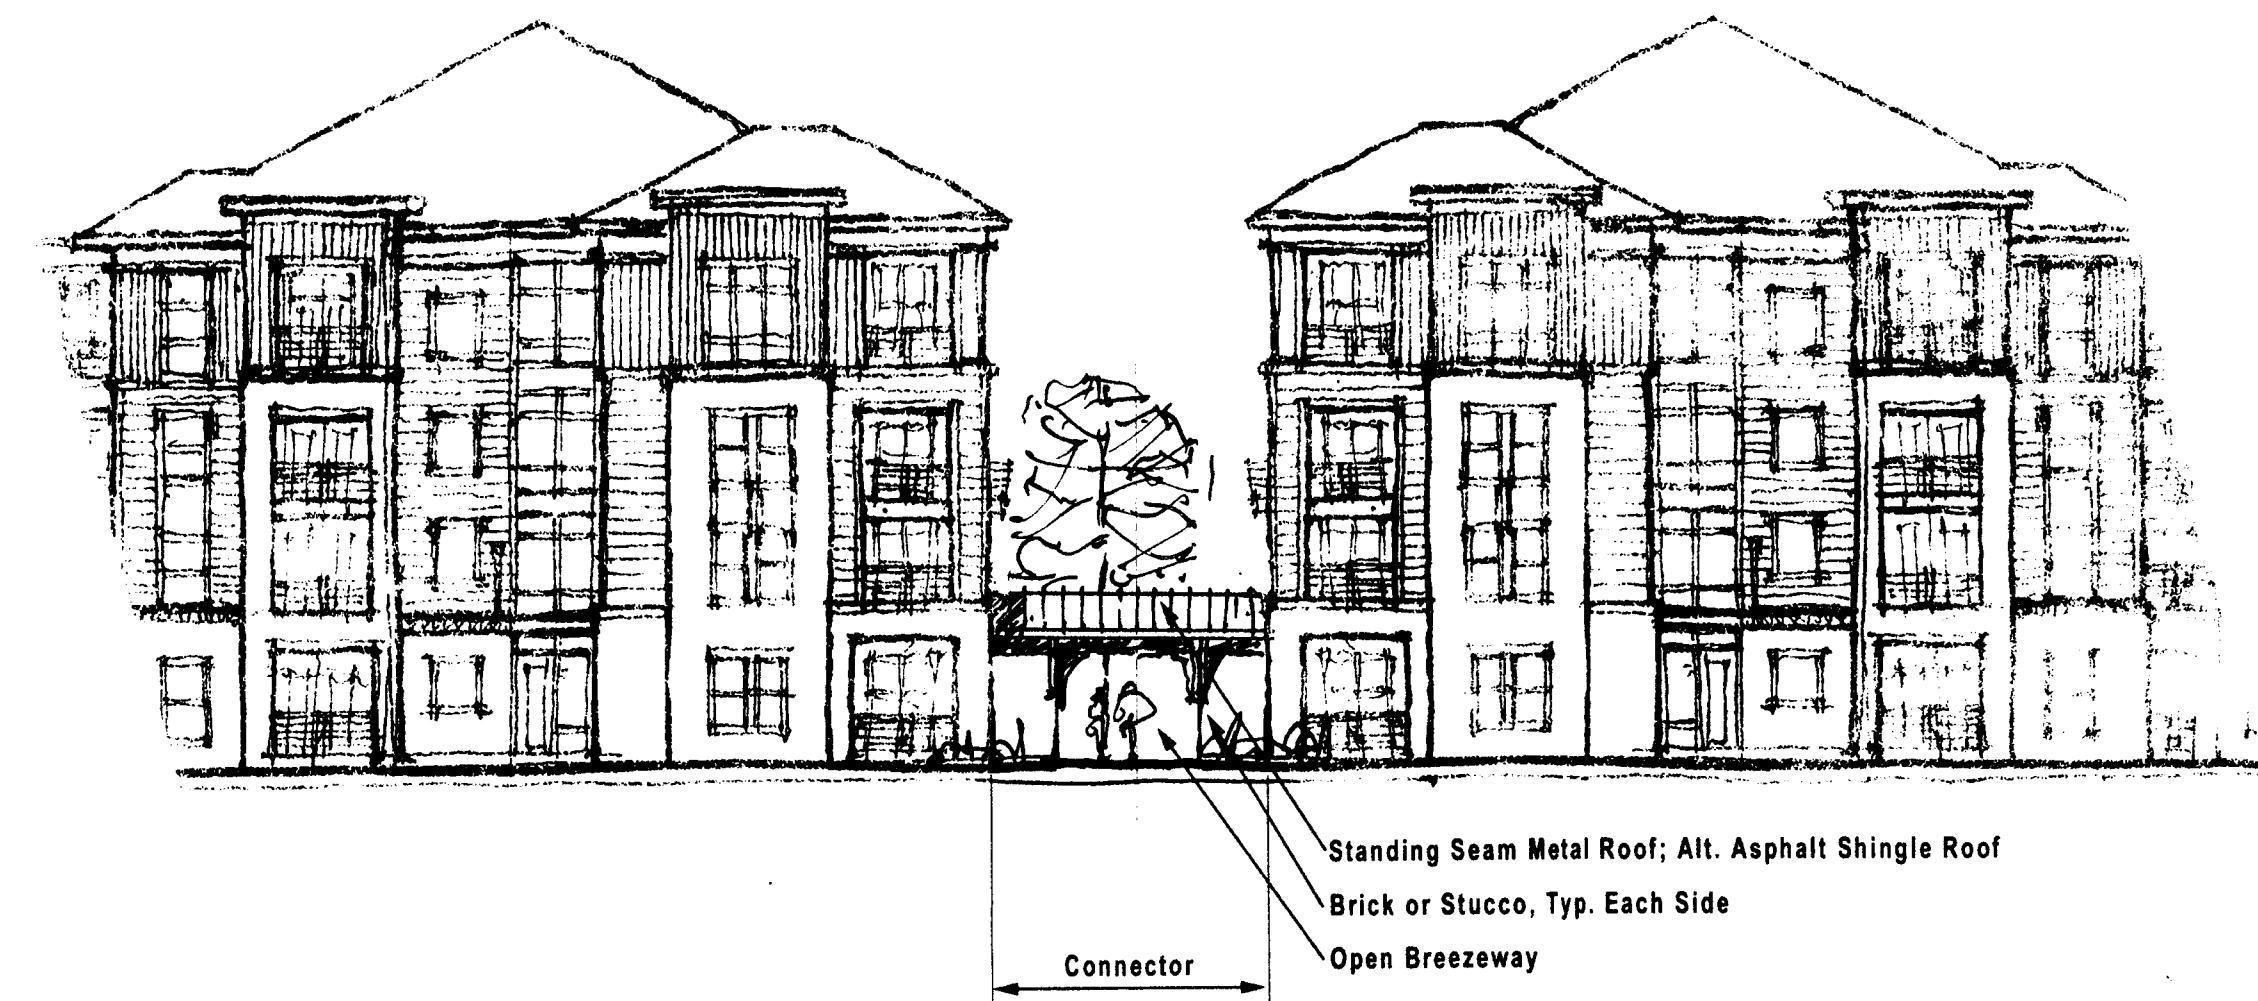 Standing Seam Metal Roof; Alt. Asphalt Shingle Roof
Brick or Stucco, Typ. Each Side
Open Breezeway
Connector